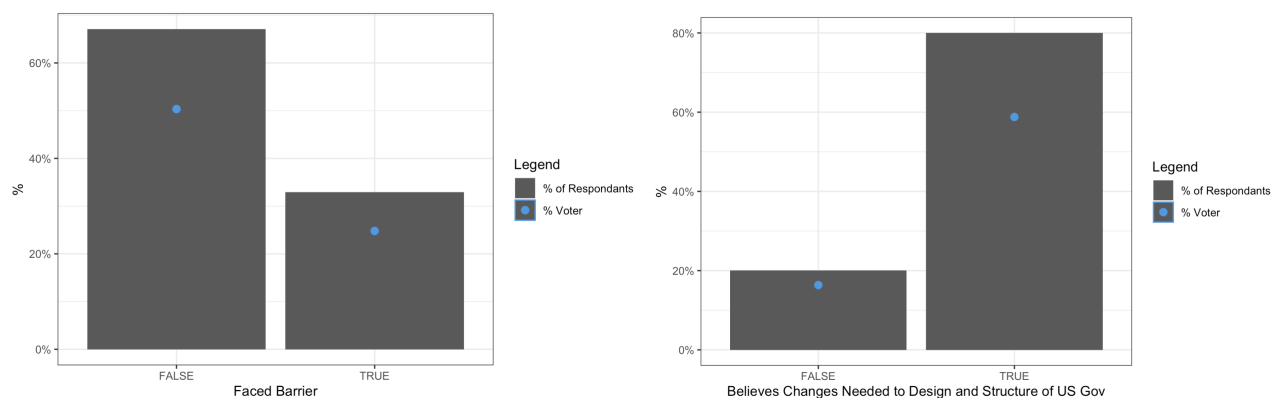 60%
40%
20%
0%
%
FALSE
TRUE
Faced Barrier
Legend
% of Respondants
% Voter
80%
60%
40%
20%
0%
%
FALSE
TRUE
Believes Changes Needed to Design and Structure of US Gov
Legend
% of Respondants
% Voter